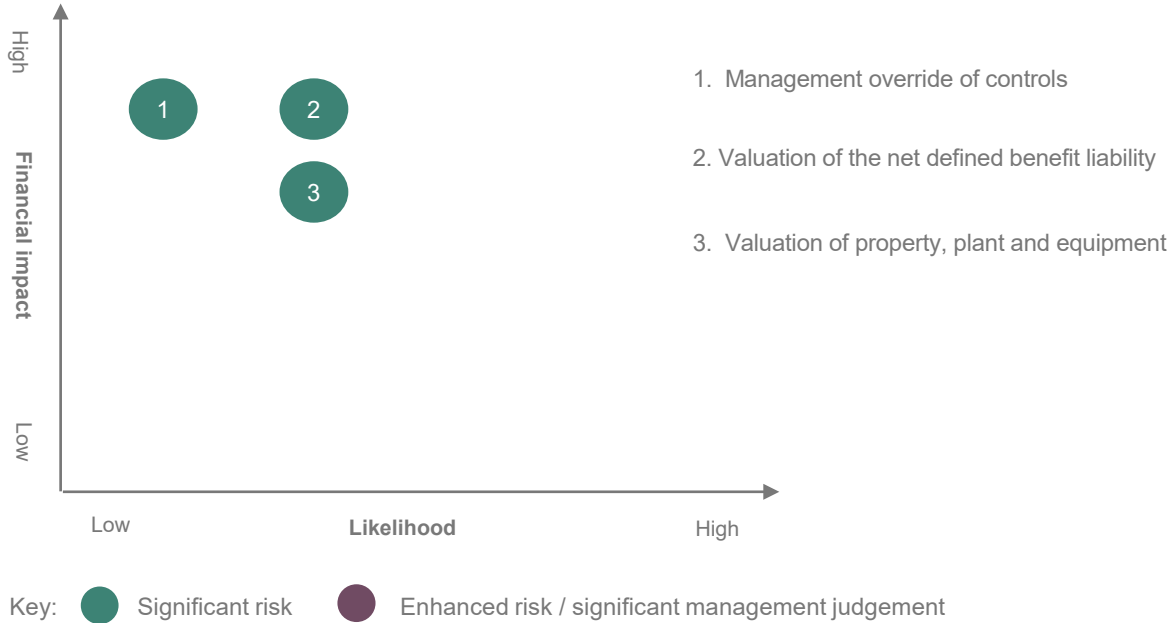 High
Financial impact
Low
1
2
3
1. Management override of controls
2. Valuation of the net defined benefit liability
3. Valuation of property, plant and equipment
Low
Likelihood
High
Key:
Significant risk
Enhanced risk / significant management judgement